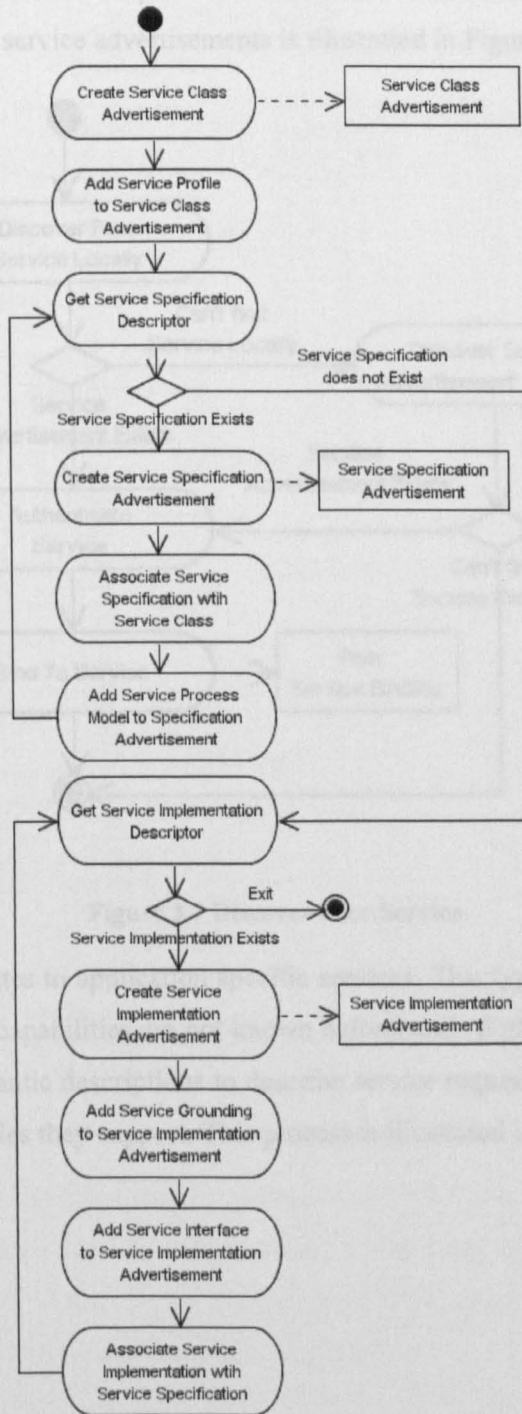 service advertisements is illustrated in Figure
Create Service Class
Advertisement
Service Class
Advertisement
Add Service Profile
to Service Class
Advertisement
Get Service Specification
Descriptor
Service Specification
does not Exist
Service Specification Exists
Create Service Specification
Advertisement
Service Specification
Advertisement
Associate Service
Specification wtih
Service Class
Add Service Process
Model to Specification
Advertisement
Get Service Implementation
Descriptor
Exit
Service Implementation Exists
Create Service
Implementation
Advertisement
Service Implementation
Advertisement
Add Service Grounding
to Service Implementation
Advertisement
Add Service Interface
to Service Implementation
Advertisement
Associate Service
Implementation wtih
Service Specification